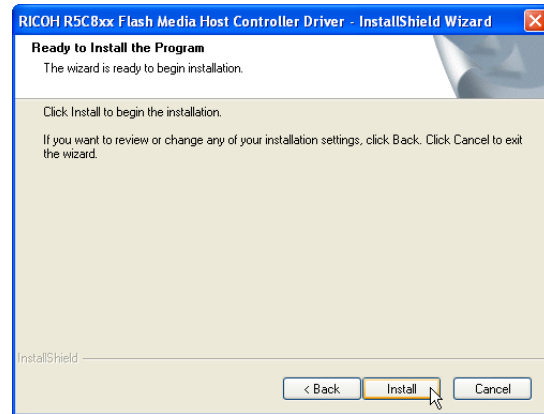 RICOH R5C8xx Flash Media Host Controller Driver - InstallShield Wizard
Ready to Install the Program
The wizard is ready to begin installation.
Click Install to begin the installation.
If you want to review or change any of your installation settings, click Back. Click Cancel to exit
the wizard.
InstallShield
< Back Install Cancel